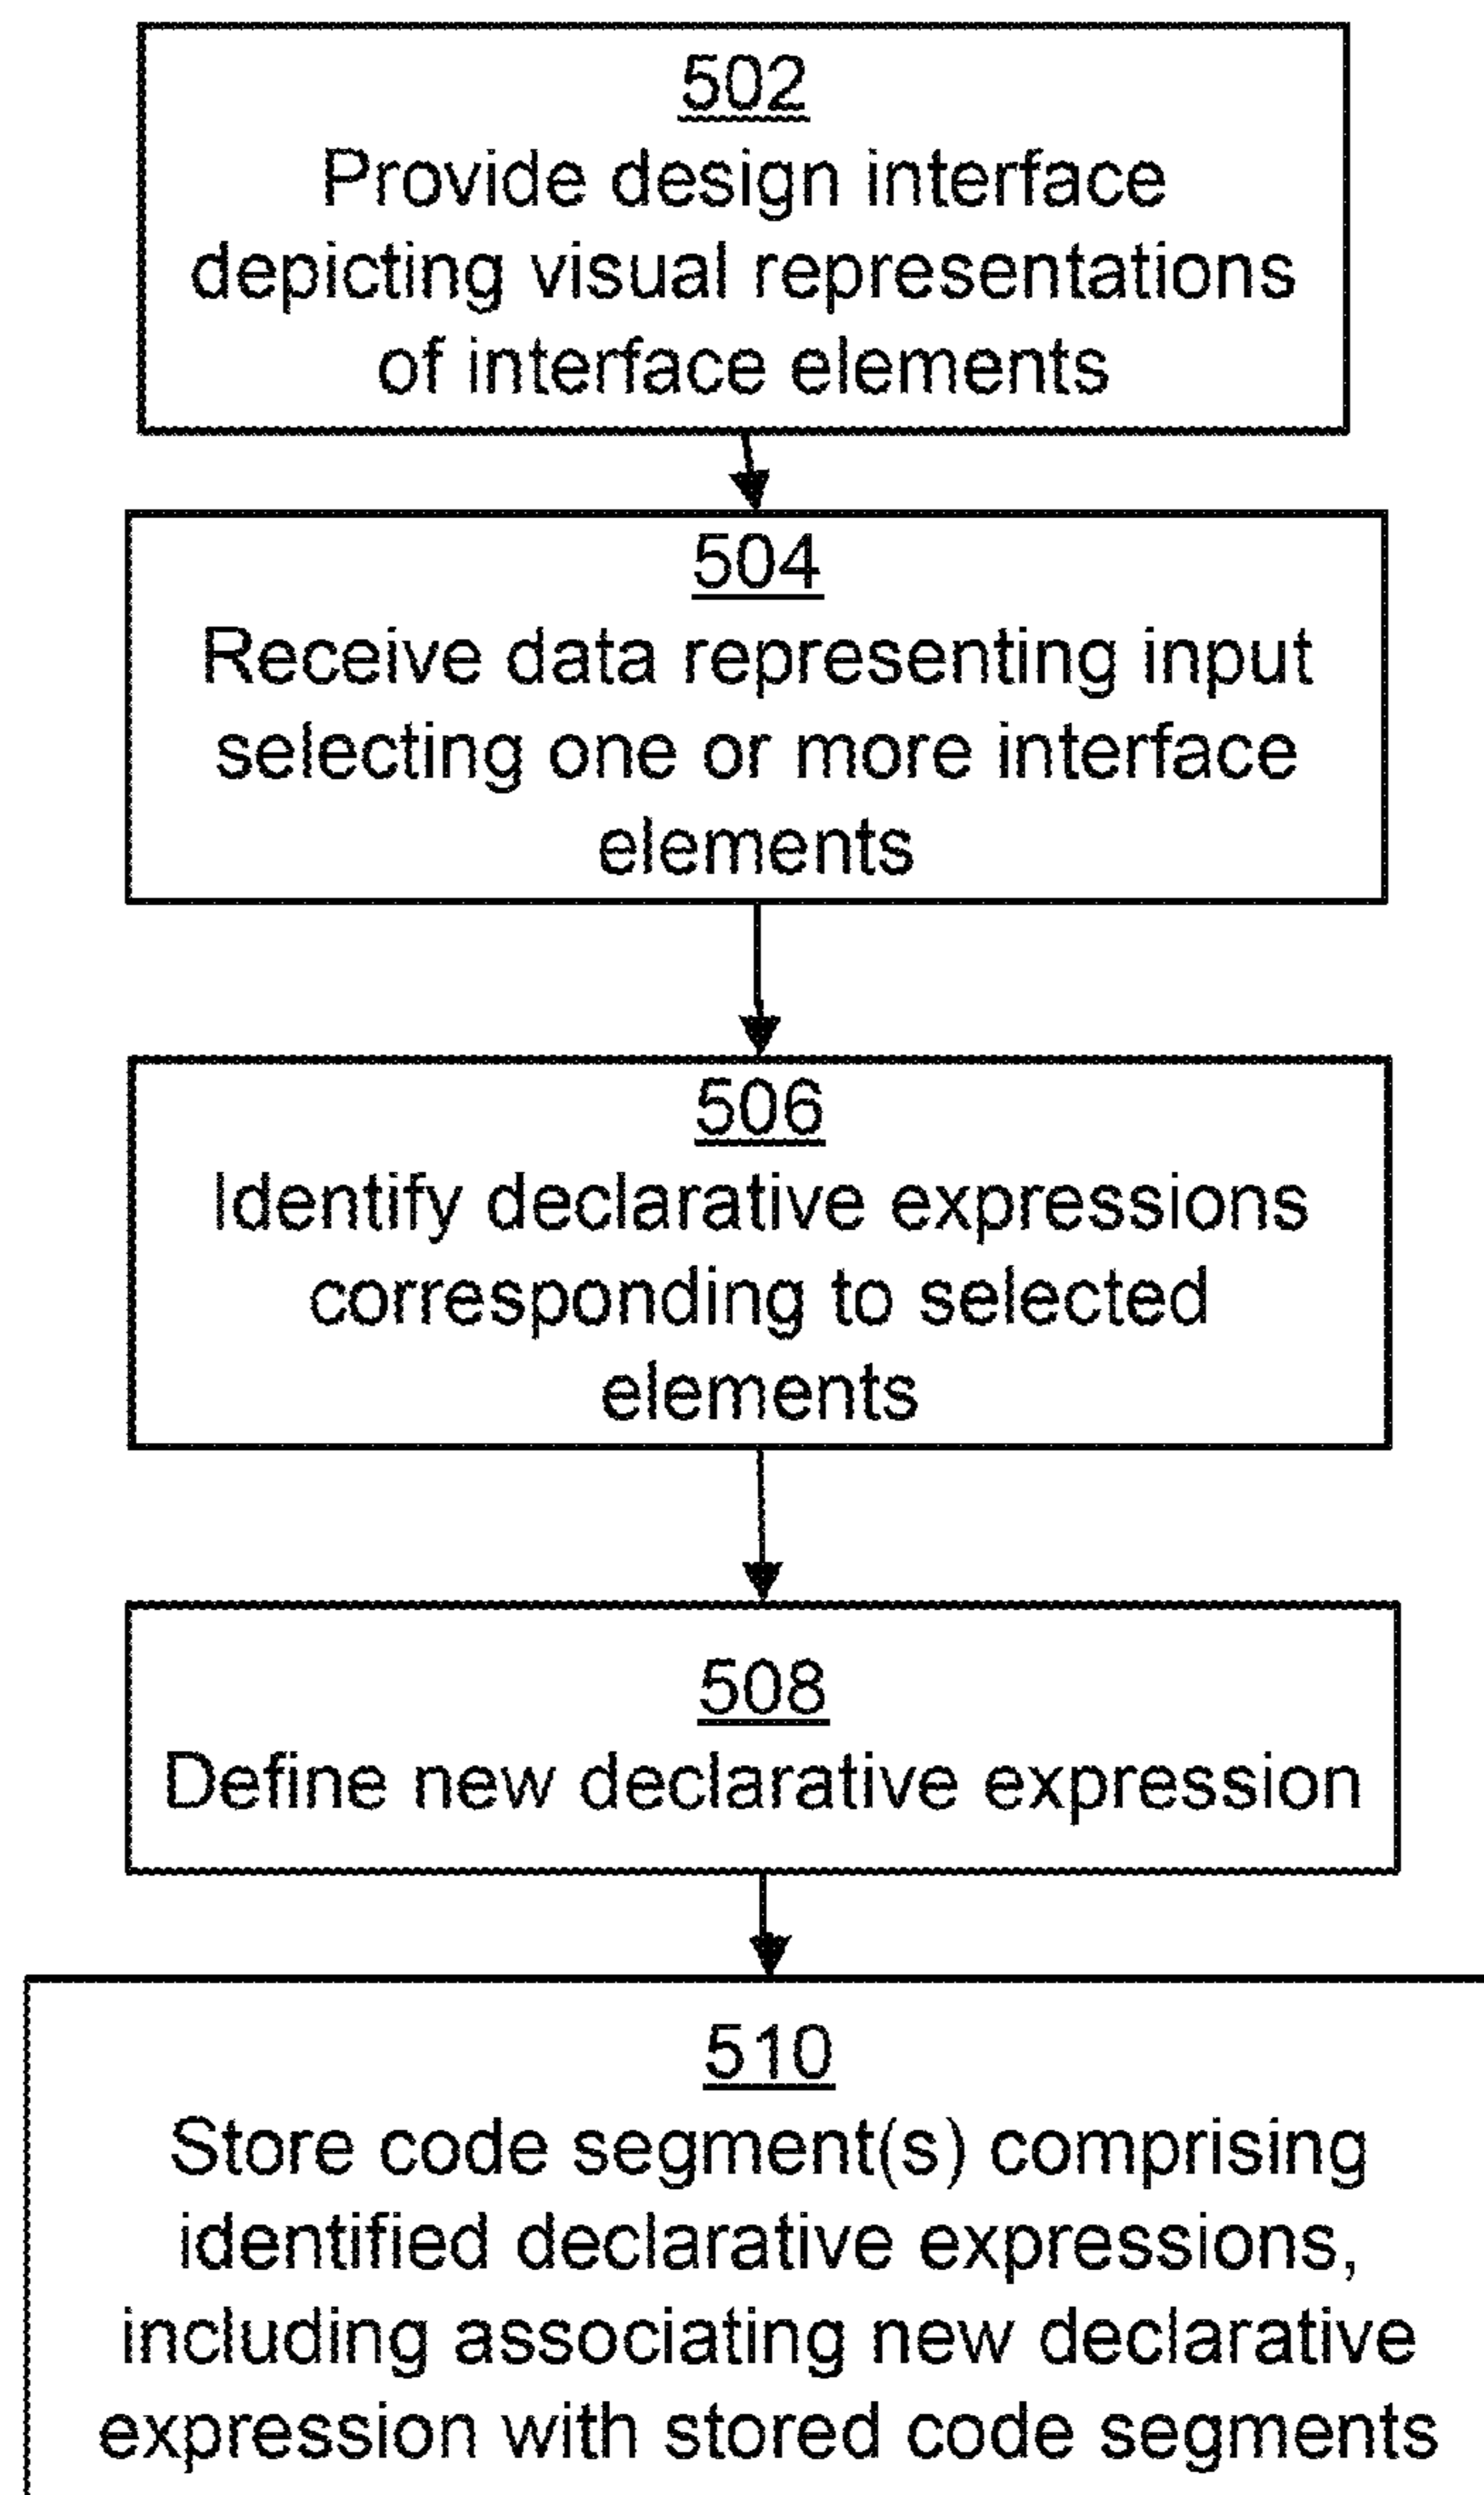 502
Provide design interface
depicting visual representations
of interface elements
504
Receive data representing input
selecting one or more interface
elements
506
Identify declarative expressions
corresponding to selected
elements
508
Define new declarative expression
510
Store code segment(s) comprising
identified declarative expressions,
including associating new declarative
expression with stored code segments